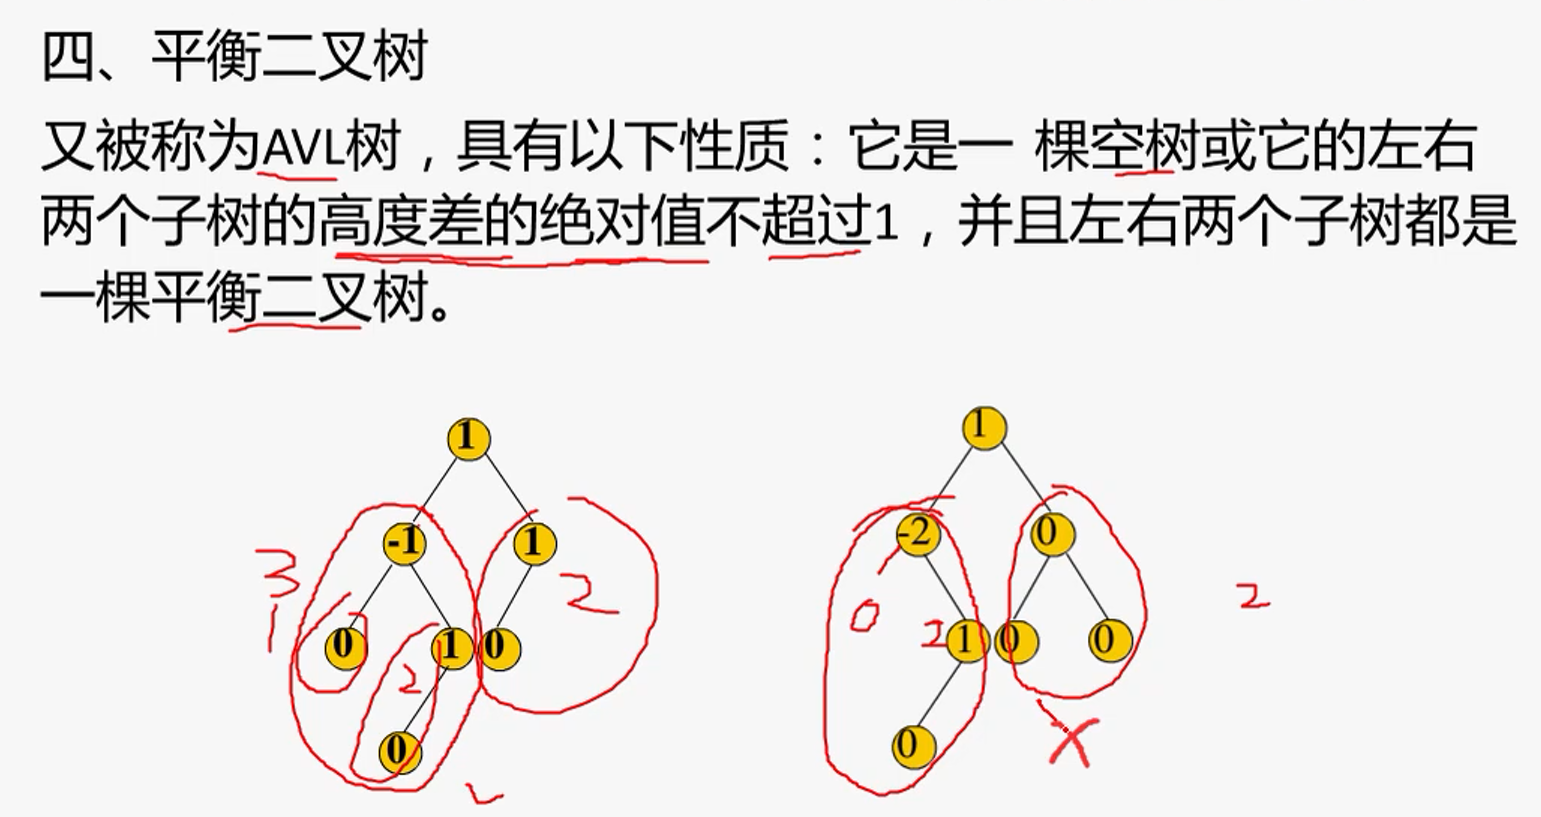 四、平衡二叉树
又被称为AVL树，具有以下性质：它是一 棵空树或它的左右
两个子树的高度差的绝对值不超过1，并且左右两个子树都是
一棵平衡二叉树。
1 1
-1 1 -2 0
3 2 2
1 0
0 1 0 2 1 0 0
2
0 0